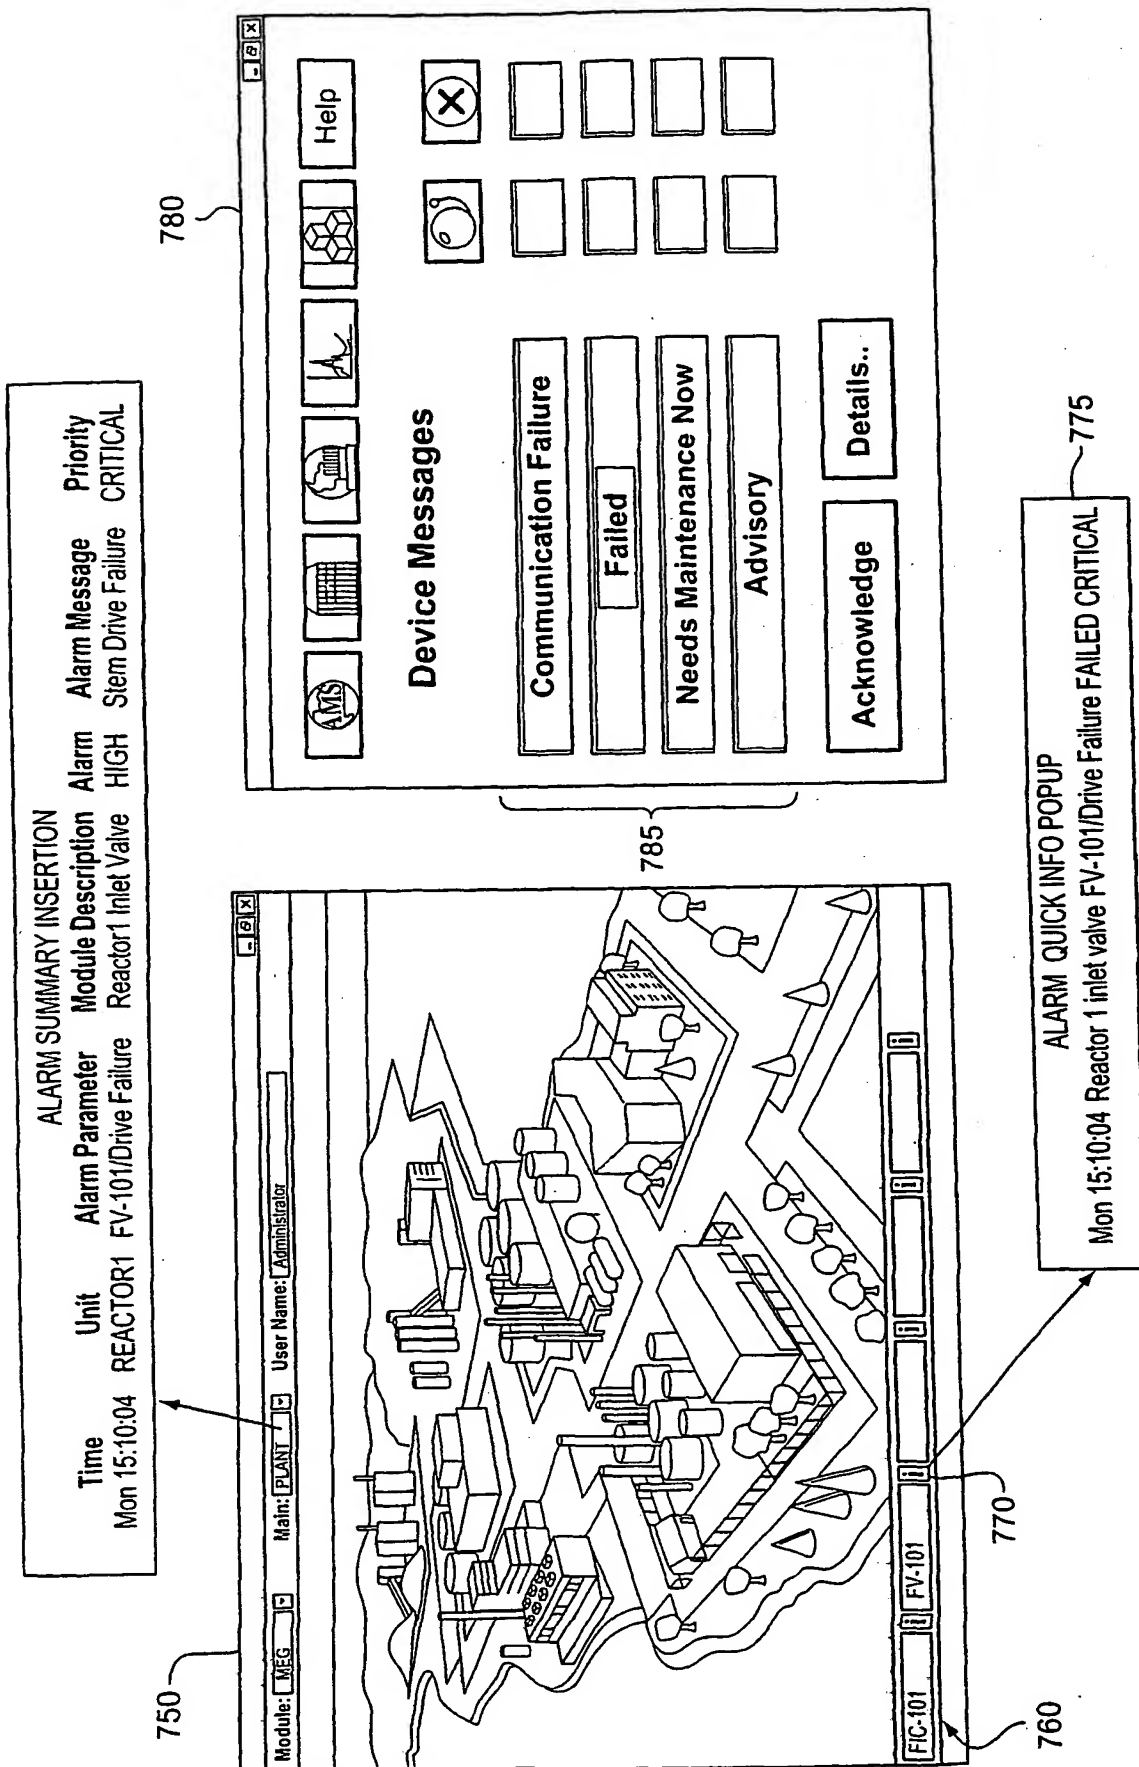 ALARM SUMMARY INSERTION
Time Unit Alarm Parameter Module Description Alarm Alarm Message Priority
Mon 15:10:04 REACTOR1 FV-101/Drive Failure Reactor1 Inlet Valve HIGH Stem Drive Failure CRITICAL
750
Module: MEG Main: PLANT User Name: Administrator
FIC-101 FV-101
760
770
780
AMS Help
Device Messages
Communication Failure
Failed
Needs Maintenance Now
Advisory
Acknowledge Details..
785
ALARM QUICK INFO POPUP
Mon 15:10:04 Reactor 1 inlet valve FV-101/Drive Failure FAILED CRITICAL
775